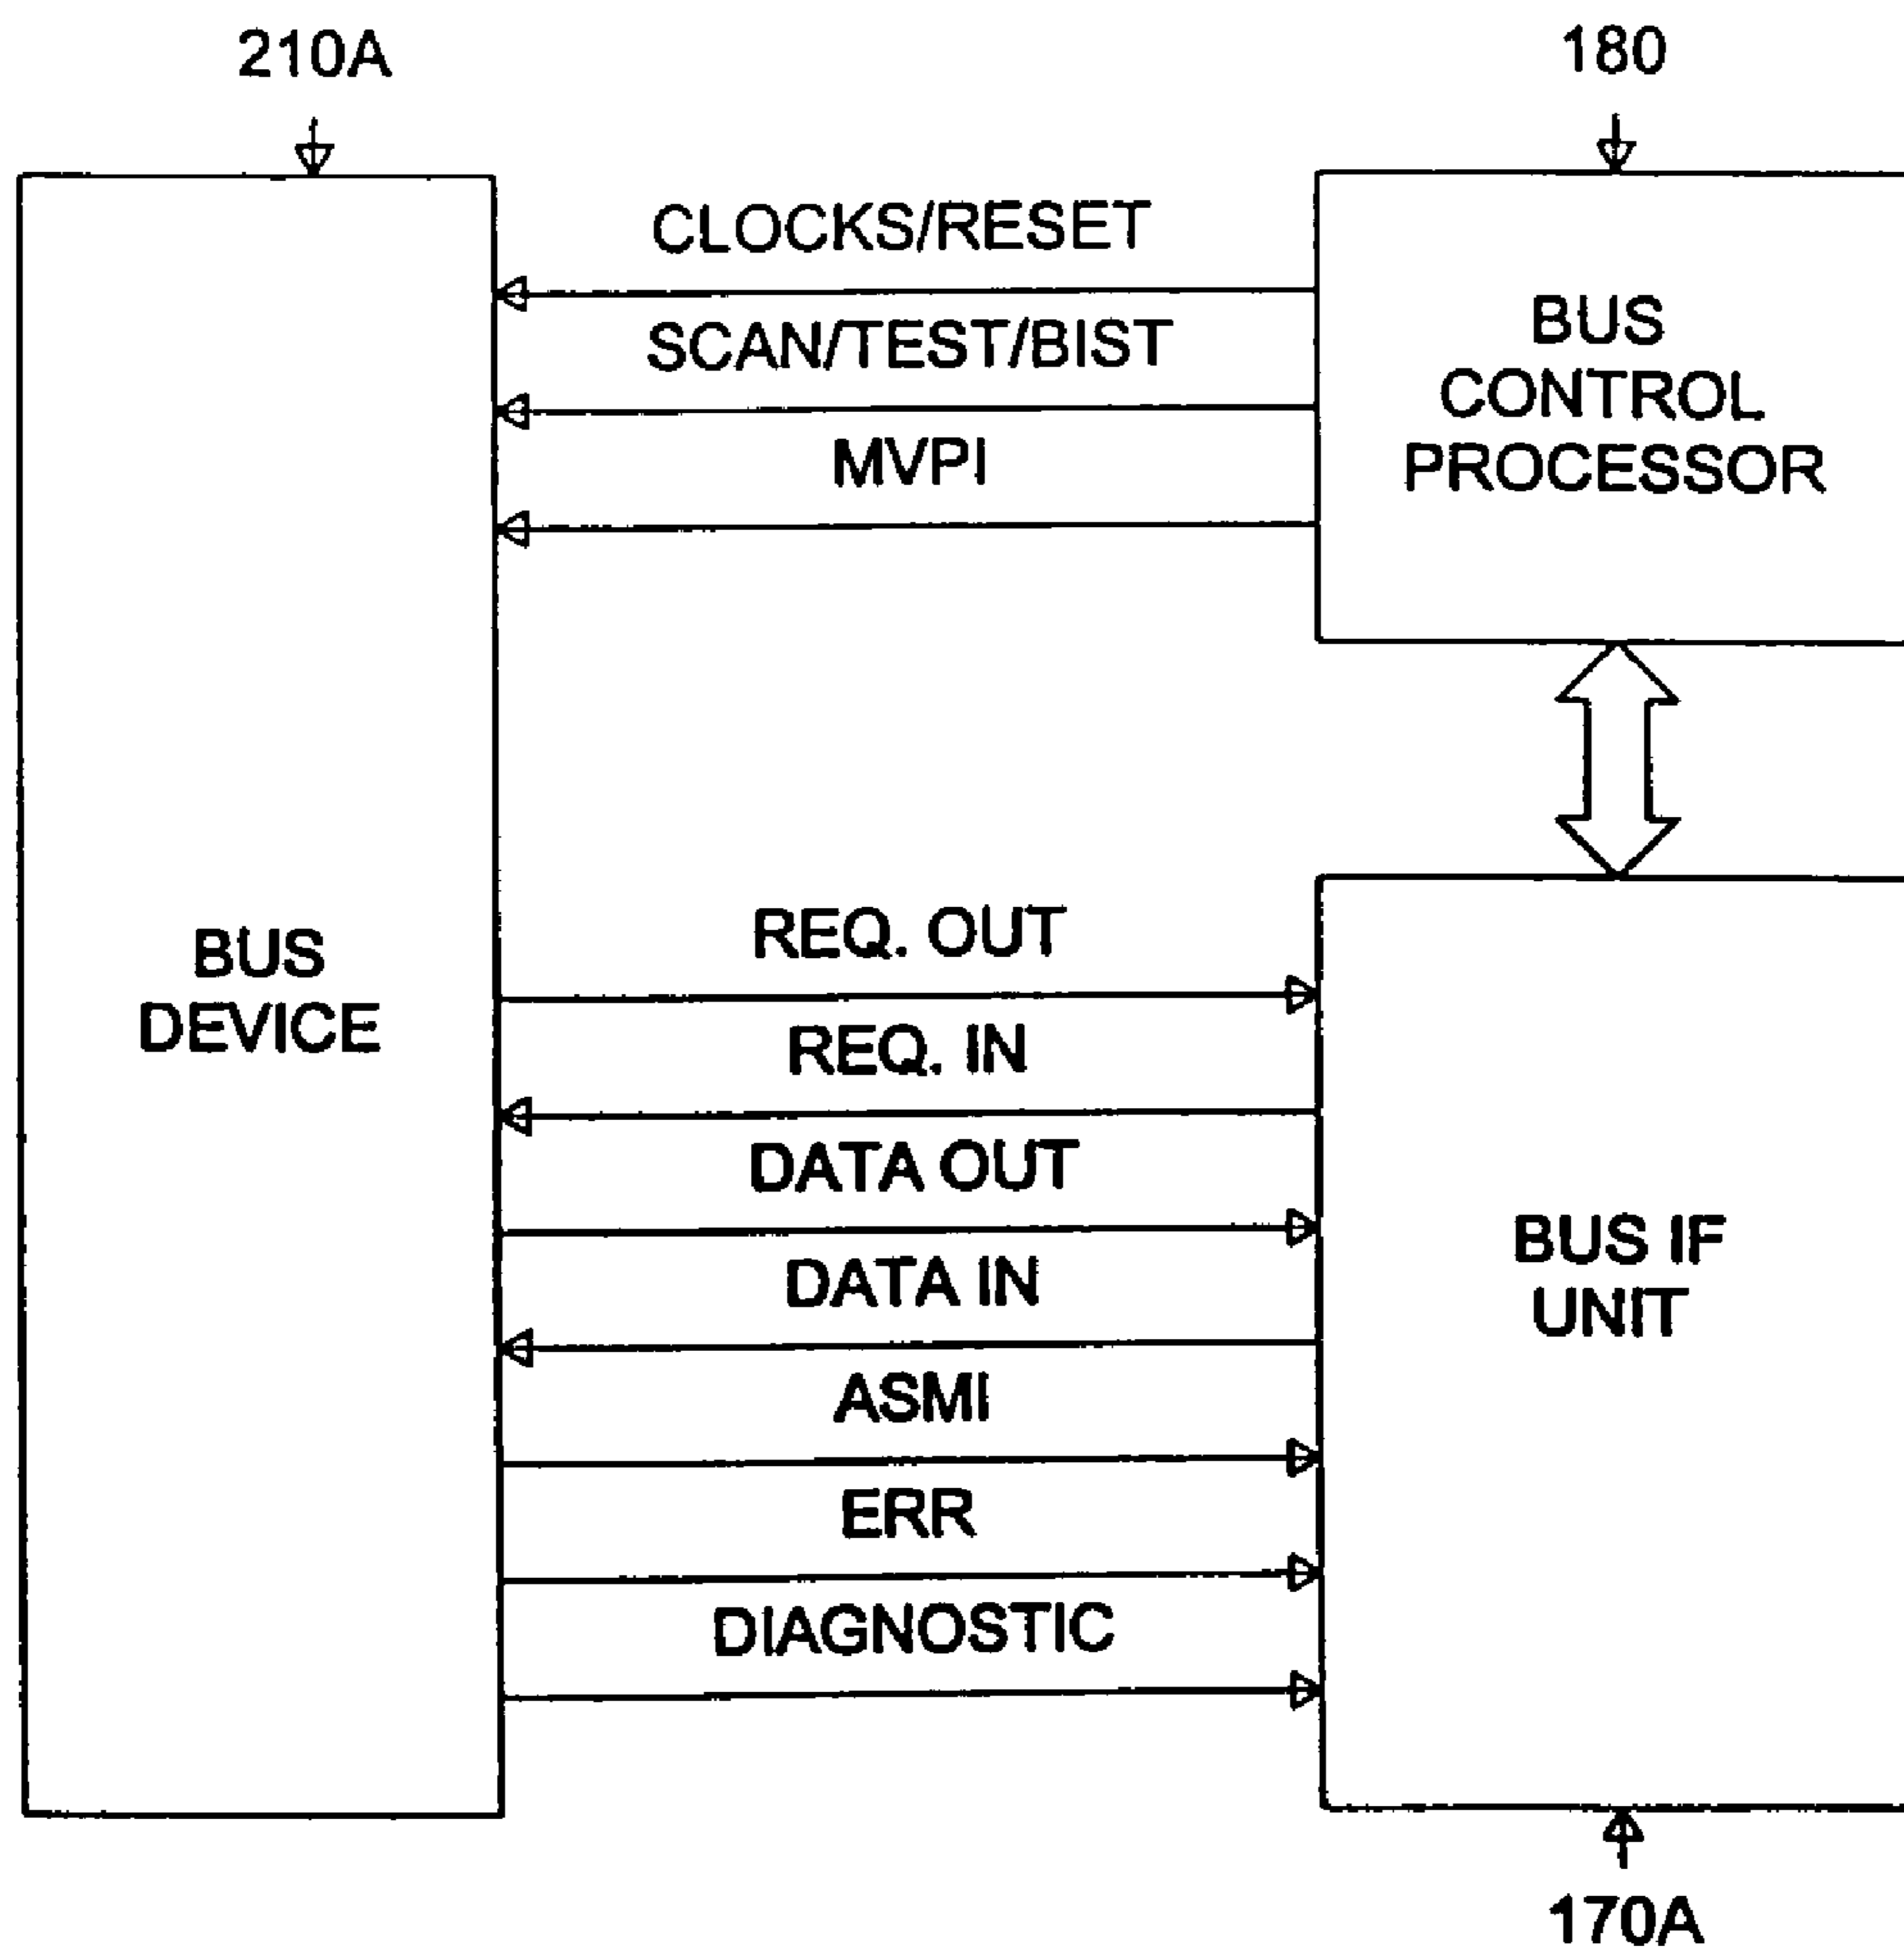 210A
180
CLOCKS/RESET
SCAN/TEST/BIST
MVPI
BUS
CONTROL
PROCESSOR
BUS
DEVICE
REQ. OUT
REQ. IN
DATA OUT
DATA IN
ASMI
ERR
DIAGNOSTIC
BUS IF
UNIT
170A